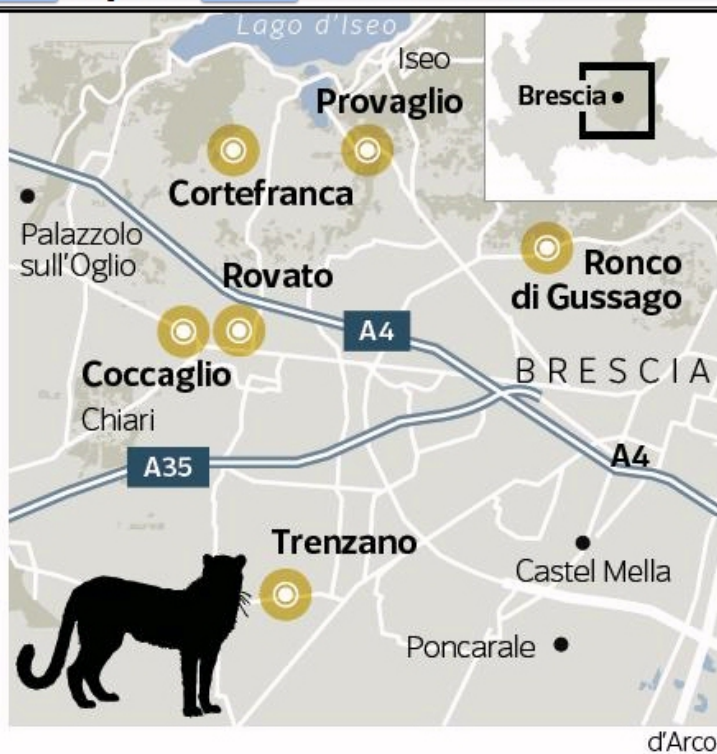 Lago d'Iseo
Iseo
Provaglio
Brescia
Cortefranca
Palazzolo
sull'Oglio
Rovato
Ronco
di Gussago
A4
Coccaglio
BRESCIA
Chiari
A35
A4
Trenzano
Castel Mella
Poncarale
d'Arco